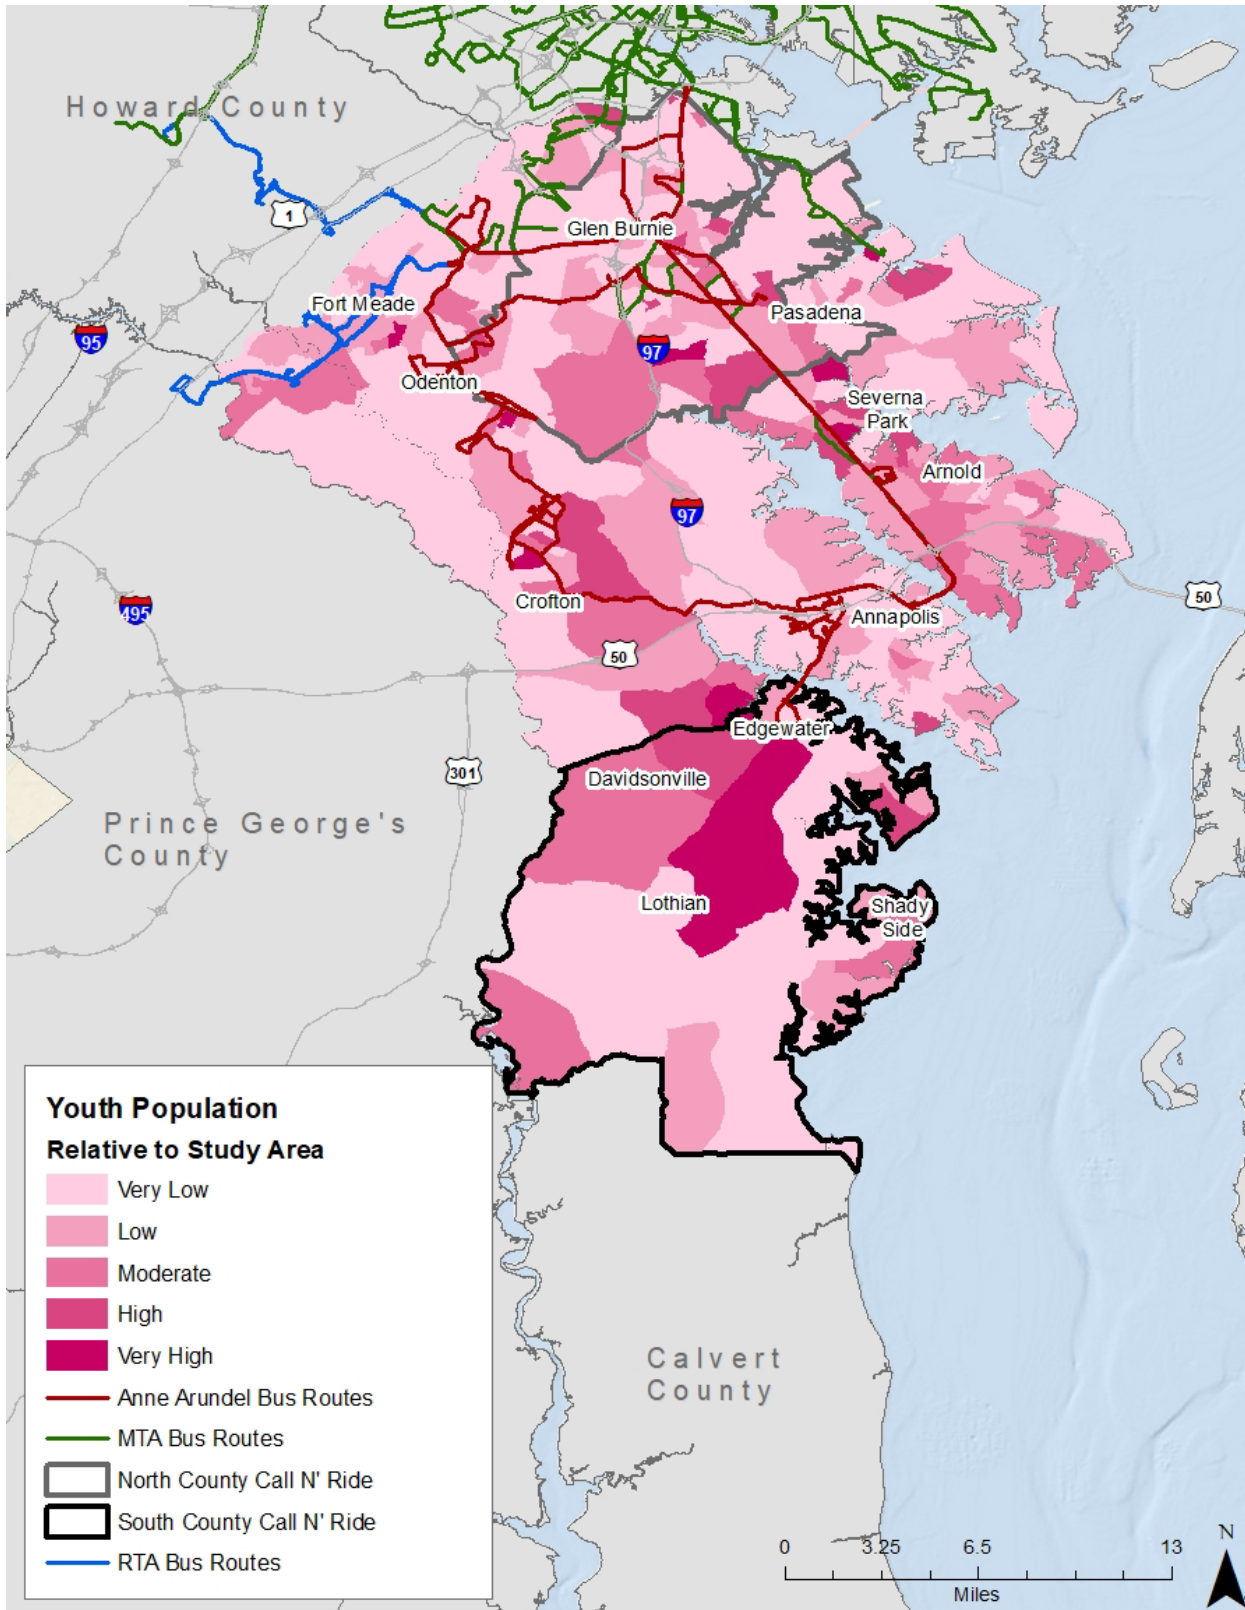 Howard County
1
Glen Burnie
Fort Meade
Pasadena
95
97
Odenton
Severna
Park
Arnold
97
Crofton
495
Annapolis
50
50
Edgewater
Davidsonville
301
Prince George's
County
Lothian
Shady
Side
Youth Population
Relative to Study Area
Very Low
Low
Moderate
High
Very High
Anne Arundel Bus Routes
MTA Bus Routes
North County Call N' Ride
South County Call N' Ride
RTA Bus Routes
Calvert
County
0 3.25 6.5 13
Miles
N